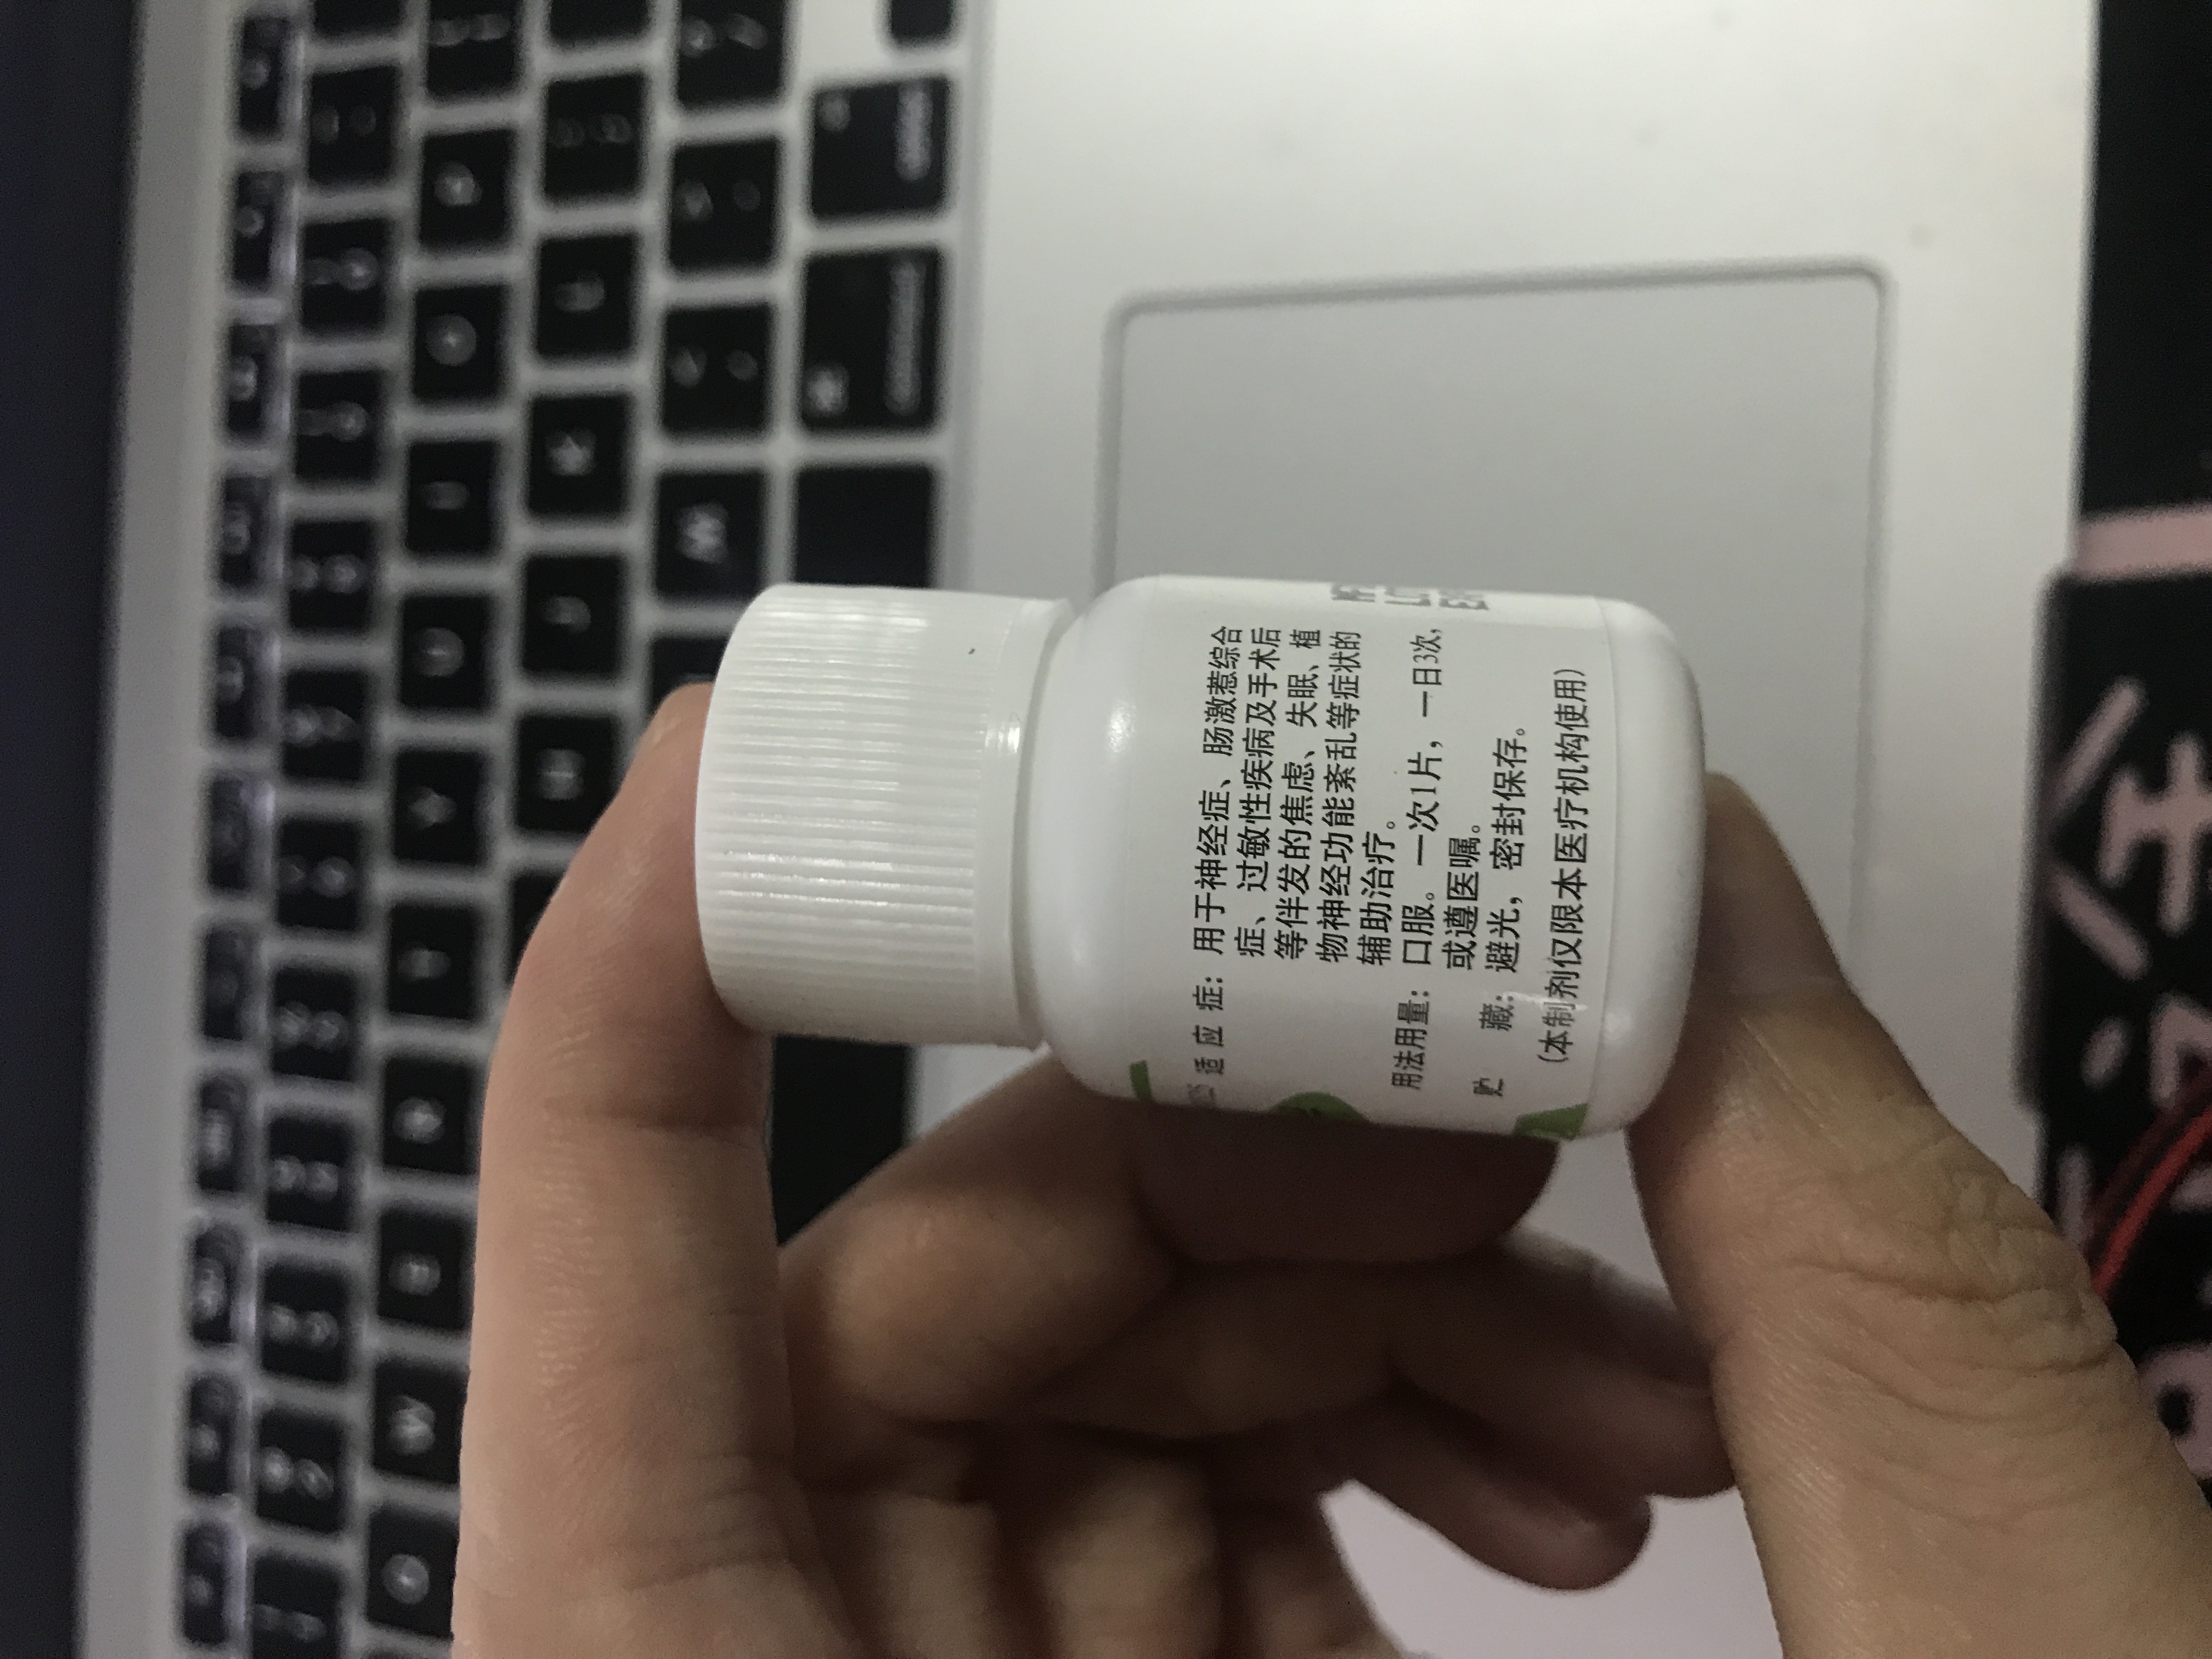 适应症：用于神经症、肠激惹综合
症、过敏性疾病及手术后
等伴发的焦虑、失眠、植
物神经功能紊乱等症状的
辅助治疗。
用法用量：口服。一次1片，一日3次，
或遵医嘱。
贮藏：避光，密封保存。
（本制剂仅限本医疗机构使用）
W
R
T
Y
U
I
H
J
K
L
M